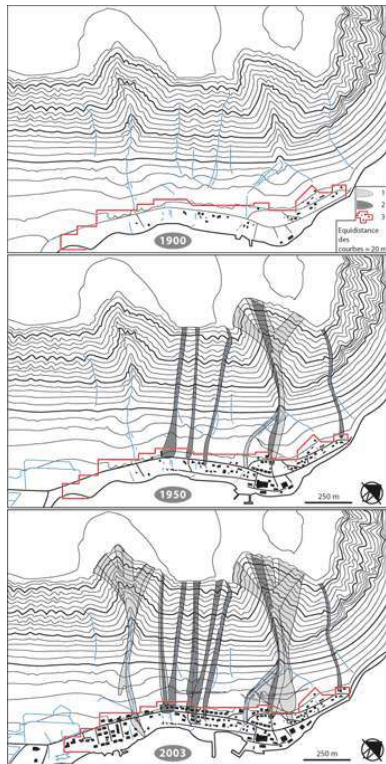 1
2
3
Equidistance
des
courbes = 20 m
1900
1950
250 m
2003
250 m